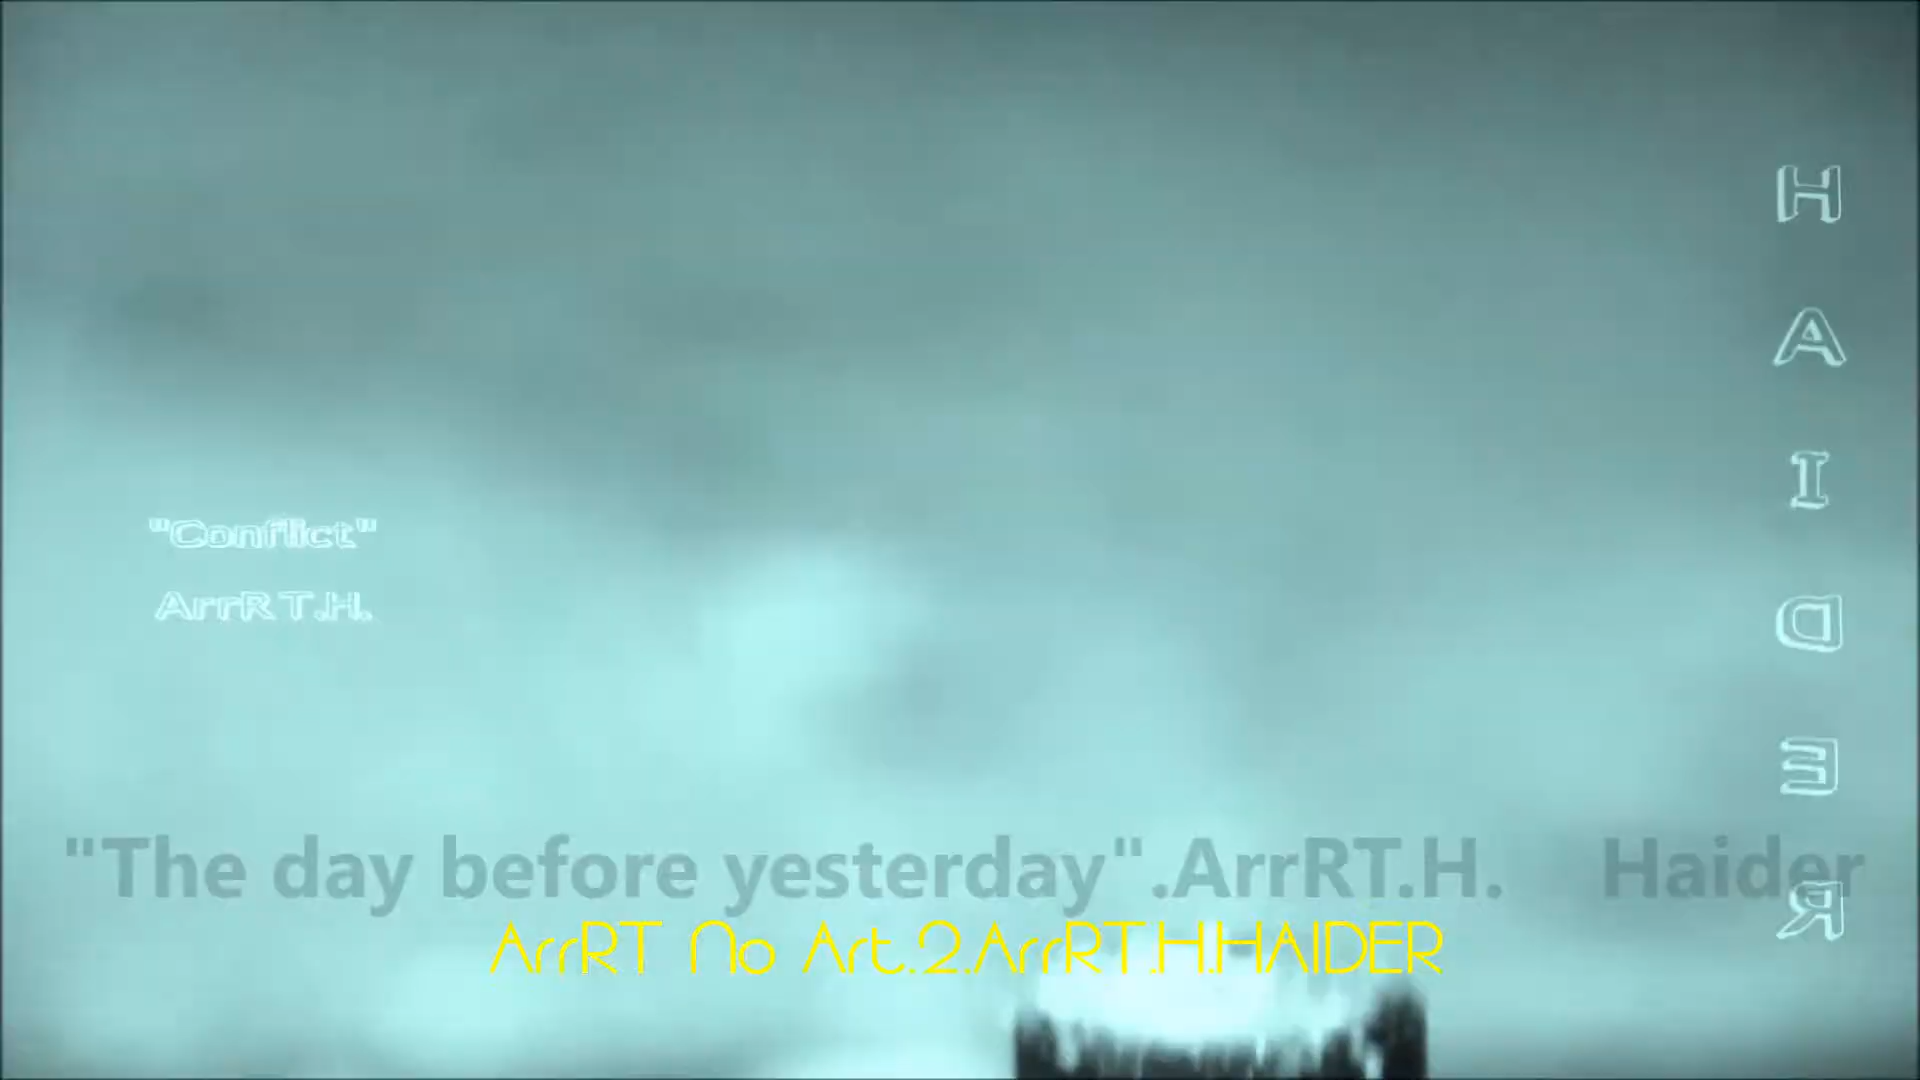 "Conflict"
ArrRT.H.
"The day before yesterday".ArrRT.H. Haider
ArrRT No Art.2.ArrRT.H.HAIDER
H
A
I
D
E
R